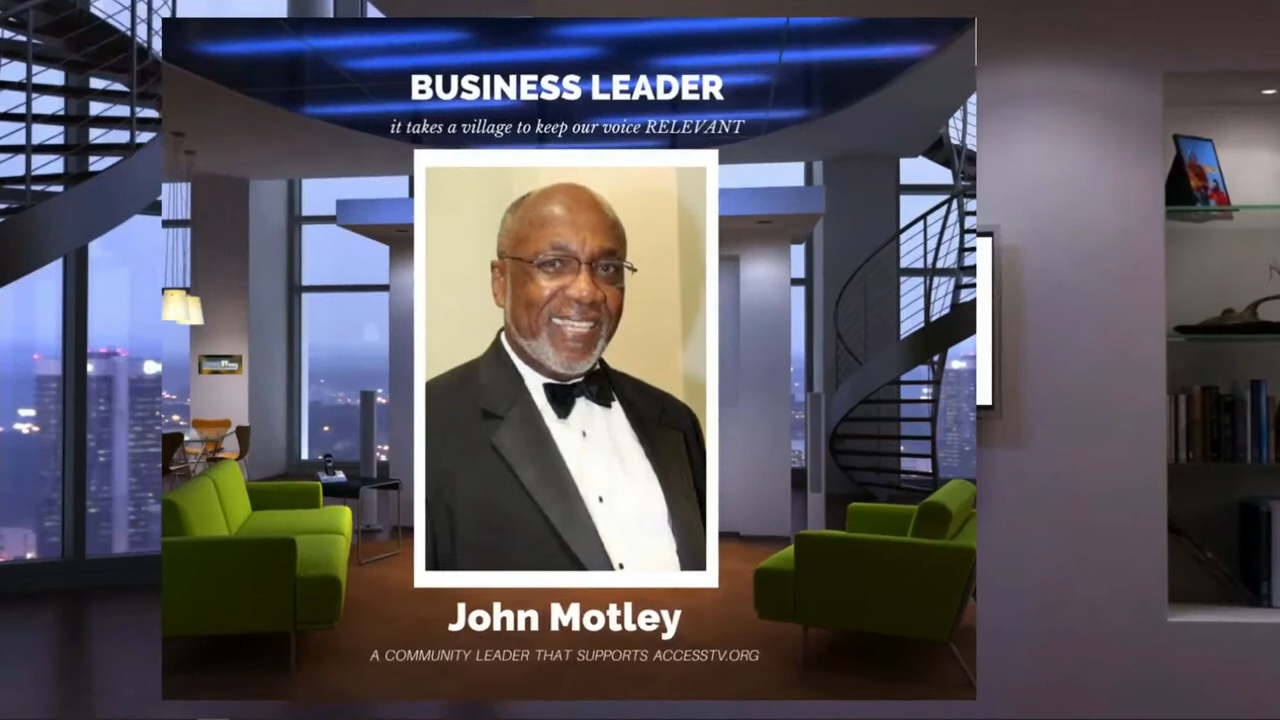 BUSINESS LEADER
it takes a village to keep our voice RELEVANT
John Motley
A COMMUNITY LEADER THAT SUPPORTS ACCESSTV.ORG